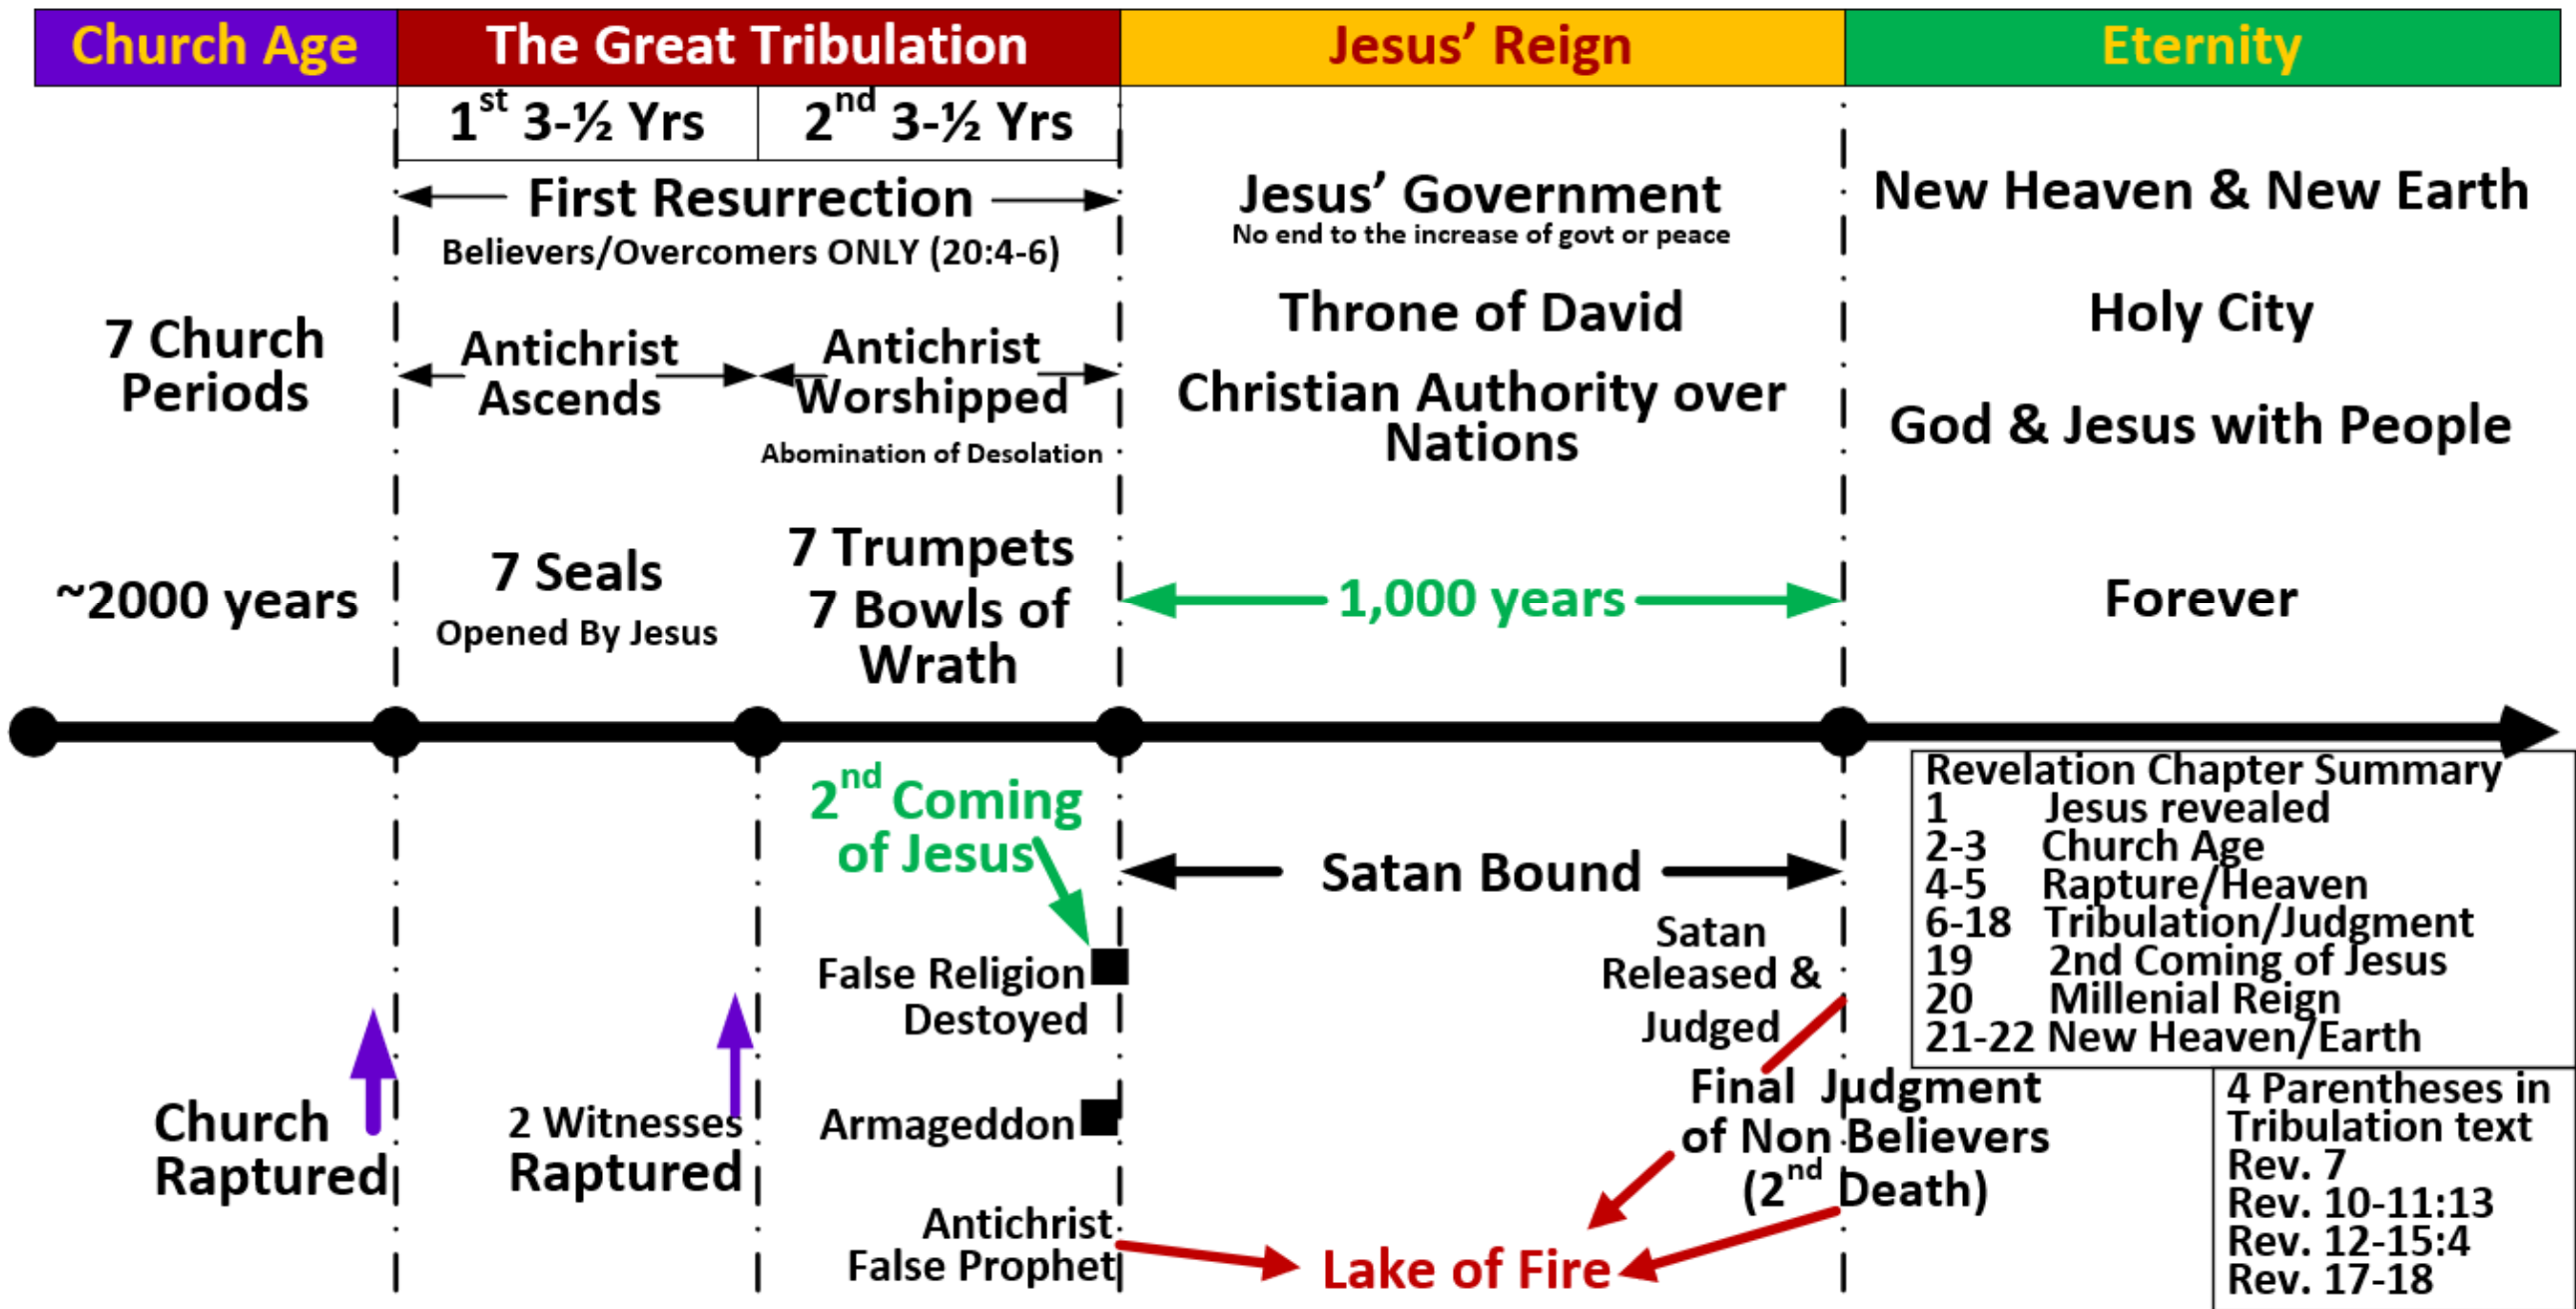 Church Age
The Great Tribulation
Jesus’ Reign
Eternity
1st 3-½ Yrs
2nd 3-½ Yrs
First Resurrection
Believers/Overcomers ONLY (20:4-6)
7 Church
Periods
Antichrist
Ascends
Antichrist
Worshipped
Abomination of Desolation
~2000 years
7 Seals
Opened By Jesus
7 Trumpets
7 Bowls of
Wrath
Jesus’ Government
No end to the increase of govt or peace
Throne of David
Christian Authority over
Nations
1,000 years
New Heaven & New Earth
Holy City
God & Jesus with People
Forever
Church
Raptured
2 Witnesses
Raptured
2nd Coming
of Jesus
False Religion
Destoyed
Armageddon
Antichrist
False Prophet
Satan Bound
Satan
Released &
Judged
Final Judgment
of Non Believers
(2nd Death)
Lake of Fire
Revelation Chapter Summary
1 Jesus revealed
2-3 Church Age
4-5 Rapture/Heaven
6-18 Tribulation/Judgment
19 2nd Coming of Jesus
20 Millenial Reign
21-22 New Heaven/Earth
4 Parentheses in
Tribulation text
Rev. 7
Rev. 10-11:13
Rev. 12-15:4
Rev. 17-18